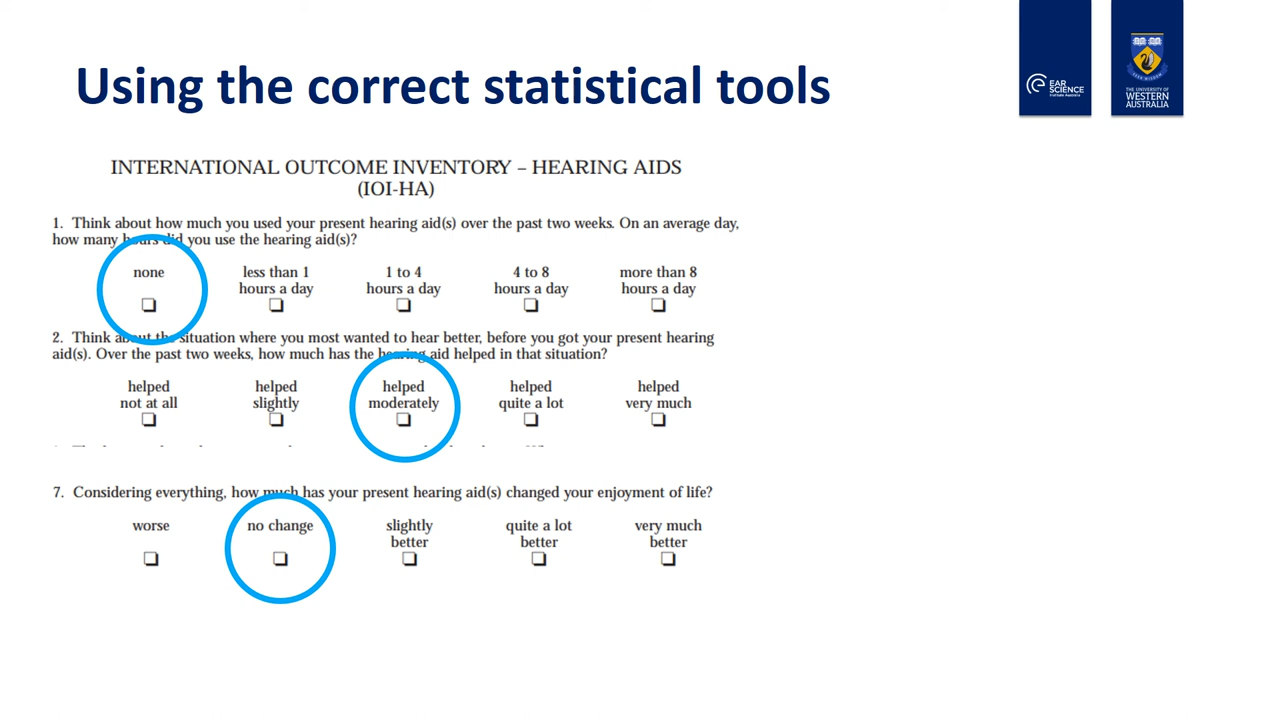 Using the correct statistical tools
EAR
SCIENCE
THE UNIVERSITY OF
WESTERN
AUSTRALIA
INTERNATIONAL OUTCOME INVENTORY – HEARING AIDS
(IOI-HA)
1. Think about how much you used your present hearing aid(s) over the past two weeks. On an average day,
how many hours did you use the hearing aid(s)?
none less than 1 1 to 4 4 to 8 more than 8
hours a day hours a day hours a day hours a day
2. Think about the situation where you most wanted to hear better, before you got your present hearing
aid(s). Over the past two weeks, how much has the hearing aid helped in that situation?
helped helped helped helped helped
not at all slightly moderately quite a lot very much
7. Considering everything, how much has your present hearing aid(s) changed your enjoyment of life?
worse no change slightly quite a lot very much
better better better